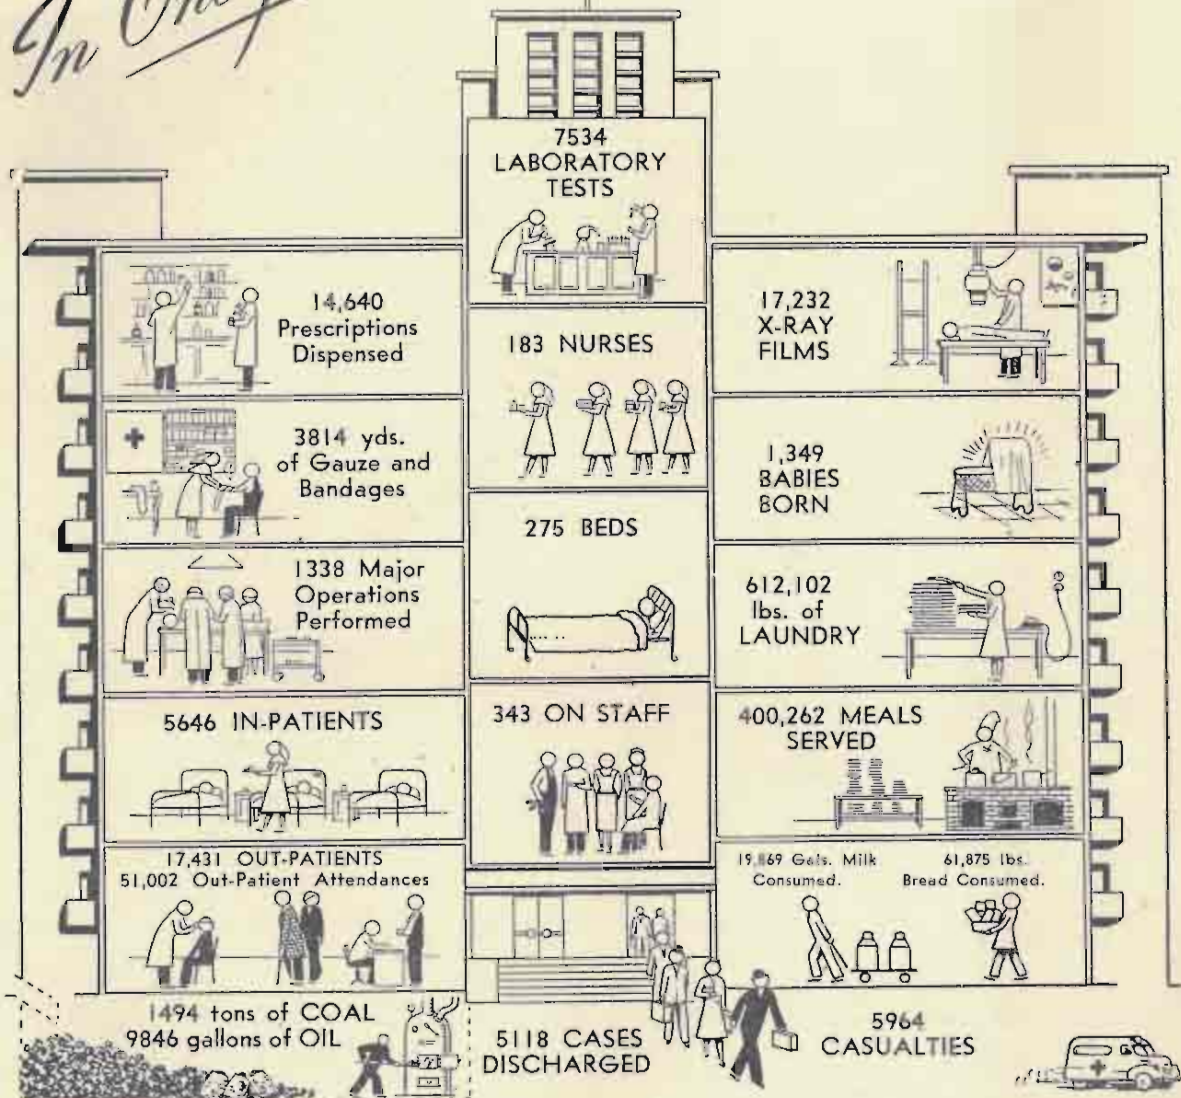 In One
7534
LABORATORY
TESTS
14,640
Prescriptions
Dispensed
183 NURSES
17,232
X-RAY
FILMS
3814 yds.
of Gauze and
Bandages
275 BEDS
1,349
BABIES
BORN
1338 Major
Operations
Performed
612,102
lbs. of
LAUNDRY
5646 IN-PATIENTS
343 ON STAFF
400,262 MEALS
SERVED
17,431 OUT-PATIENTS
51,002 Out-Patient Attendances
19,869 Gals. Milk
Consumed.
61,875 lbs.
Bread Consumed.
1494 tons of COAL
9846 gallons of OIL
5118 CASES
DISCHARGED
5964
CASUALTIES